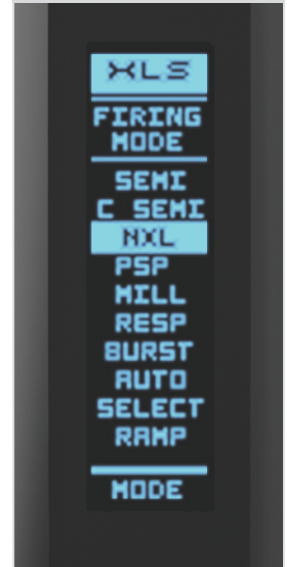 XLS
FIRING
MODE
SEMI
C SEMI
NXL
PSP
MILL
RESP
BURST
AUTO
SELECT
RAMP
MODE